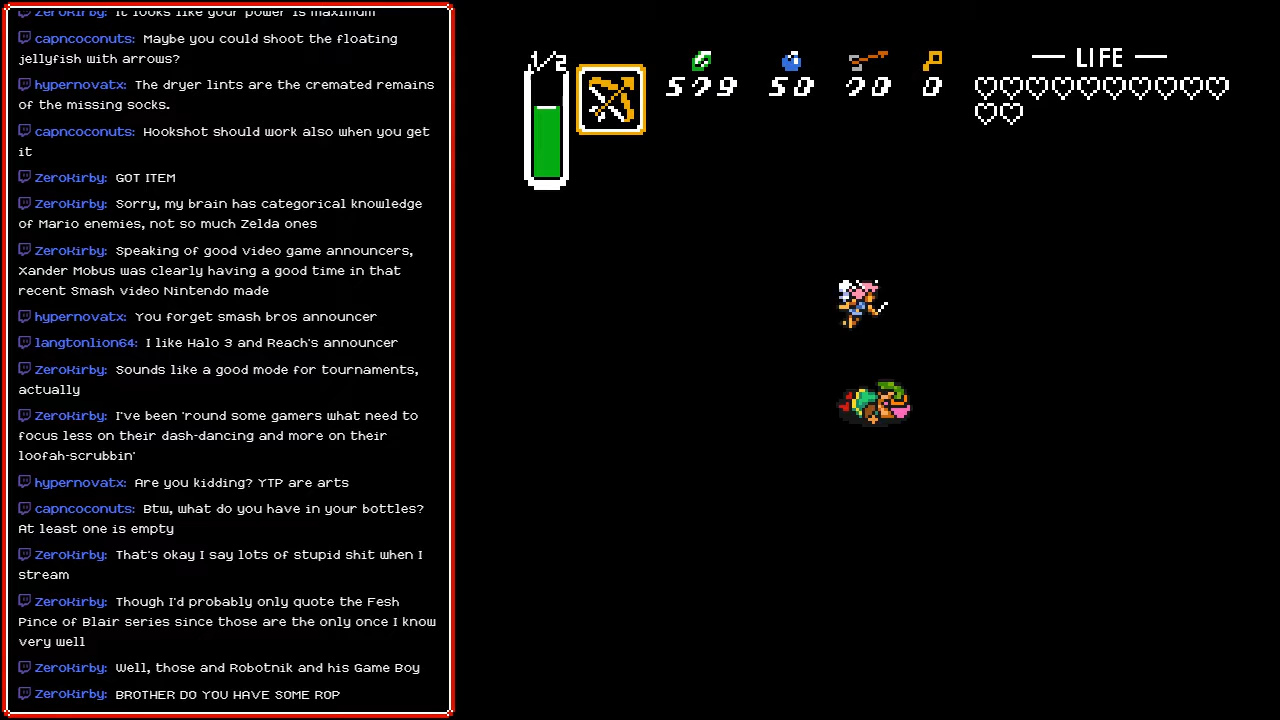 ZeroKirby: It looks like your power is maximum
capncoconuts: Maybe you could shoot the floating
jellyfish with arrows?
hypernovatx: The dryer lints are the cremated remains
of the missing socks.
capncoconuts: Hookshot should work also when you get
it
ZeroKirby: GOT ITEM
ZeroKirby: Sorry, my brain has categorical knowledge
of Mario enemies, not so much Zelda ones
ZeroKirby: Speaking of good video game announcers,
Xander Mobus was clearly having a good time in that
recent Smash video Nintendo made
hypernovatx: You forget smash bros announcer
langtonlion64: I like Halo 3 and Reach's announcer
ZeroKirby: Sounds like a good mode for tournaments,
actually
ZeroKirby: I've been 'round some gamers what need to
focus less on their dash-dancing and more on their
loofah-scrubbin'
hypernovatx: Are you kidding? YTP are arts
capncoconuts: Btw, what do you have in your bottles?
At least one is empty
ZeroKirby: That's okay I say lots of stupid shit when I
stream
ZeroKirby: Though I'd probably only quote the Fesh
Pince of Blair series since those are the only once I know
very well
ZeroKirby: Well, those and Robotnik and his Game Boy
ZeroKirby: BROTHER DO YOU HAVE SOME ROP
1/2
599 50 70 0
— LIFE —